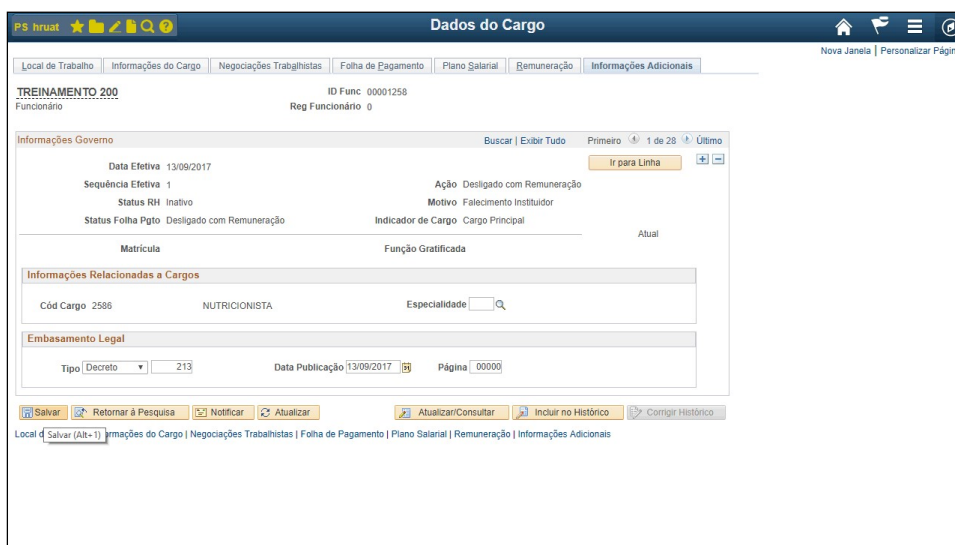 PS hruat Dados do Cargo
Nova Janela | Personalizar Págin
Local de Trabalho Informações do Cargo Negociações Trabalhistas Folha de Pagamento Plano Salarial Remuneração Informações Adicionais
TREINAMENTO 200 ID Func 00001258
Funcionário Reg Funcionário 0
Informações Governo Buscar | Exibir Tudo Primeiro 1 de 28 Último
Ir para Linha
Data Efetiva 13/09/2017
Sequência Efetiva 1 Ação Desligado com Remuneração
Status RH Inativo Motivo Falecimento Instituidor
Status Folha Pgto Desligado com Remuneração Indicador de Cargo Cargo Principal
Atual
Matrícula Função Gratificada
Informações Relacionadas a Cargos
Cód Cargo 2586 NUTRICIONISTA Especialidade
Embasamento Legal
Tipo Decreto 213 Data Publicação 13/09/2017 31 Página 00000
Salvar Retornar à Pesquisa Notificar Atualizar Atualizar/Consultar Incluir no Histórico Corrigir Histórico
Local d rmações do Cargo | Negociações Trabalhistas | Folha de Pagamento | Plano Salarial | Remuneração | Informações Adicionais
Salvar (Alt+1)